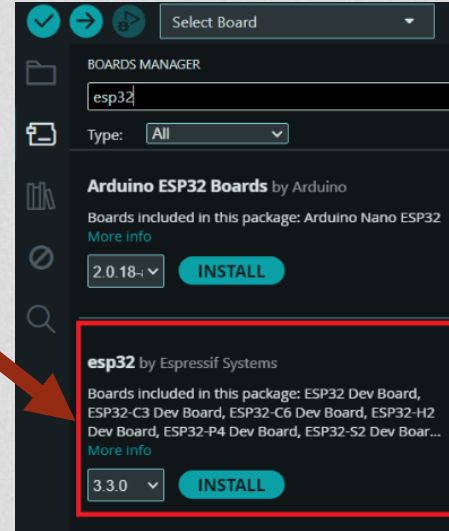 Select Board
BOARDS MANAGER
esp32
Type: All
Arduino ESP32 Boards by Arduino
Boards included in this package: Arduino Nano ESP32
More info
2.0.18-
INSTALL
esp32 by Espressif Systems
Boards included in this package: ESP32 Dev Board,
ESP32-C3 Dev Board, ESP32-C6 Dev Board, ESP32-H2
Dev Board, ESP32-P4 Dev Board, ESP32-S2 Dev Boar...
More info
3.3.0
INSTALL